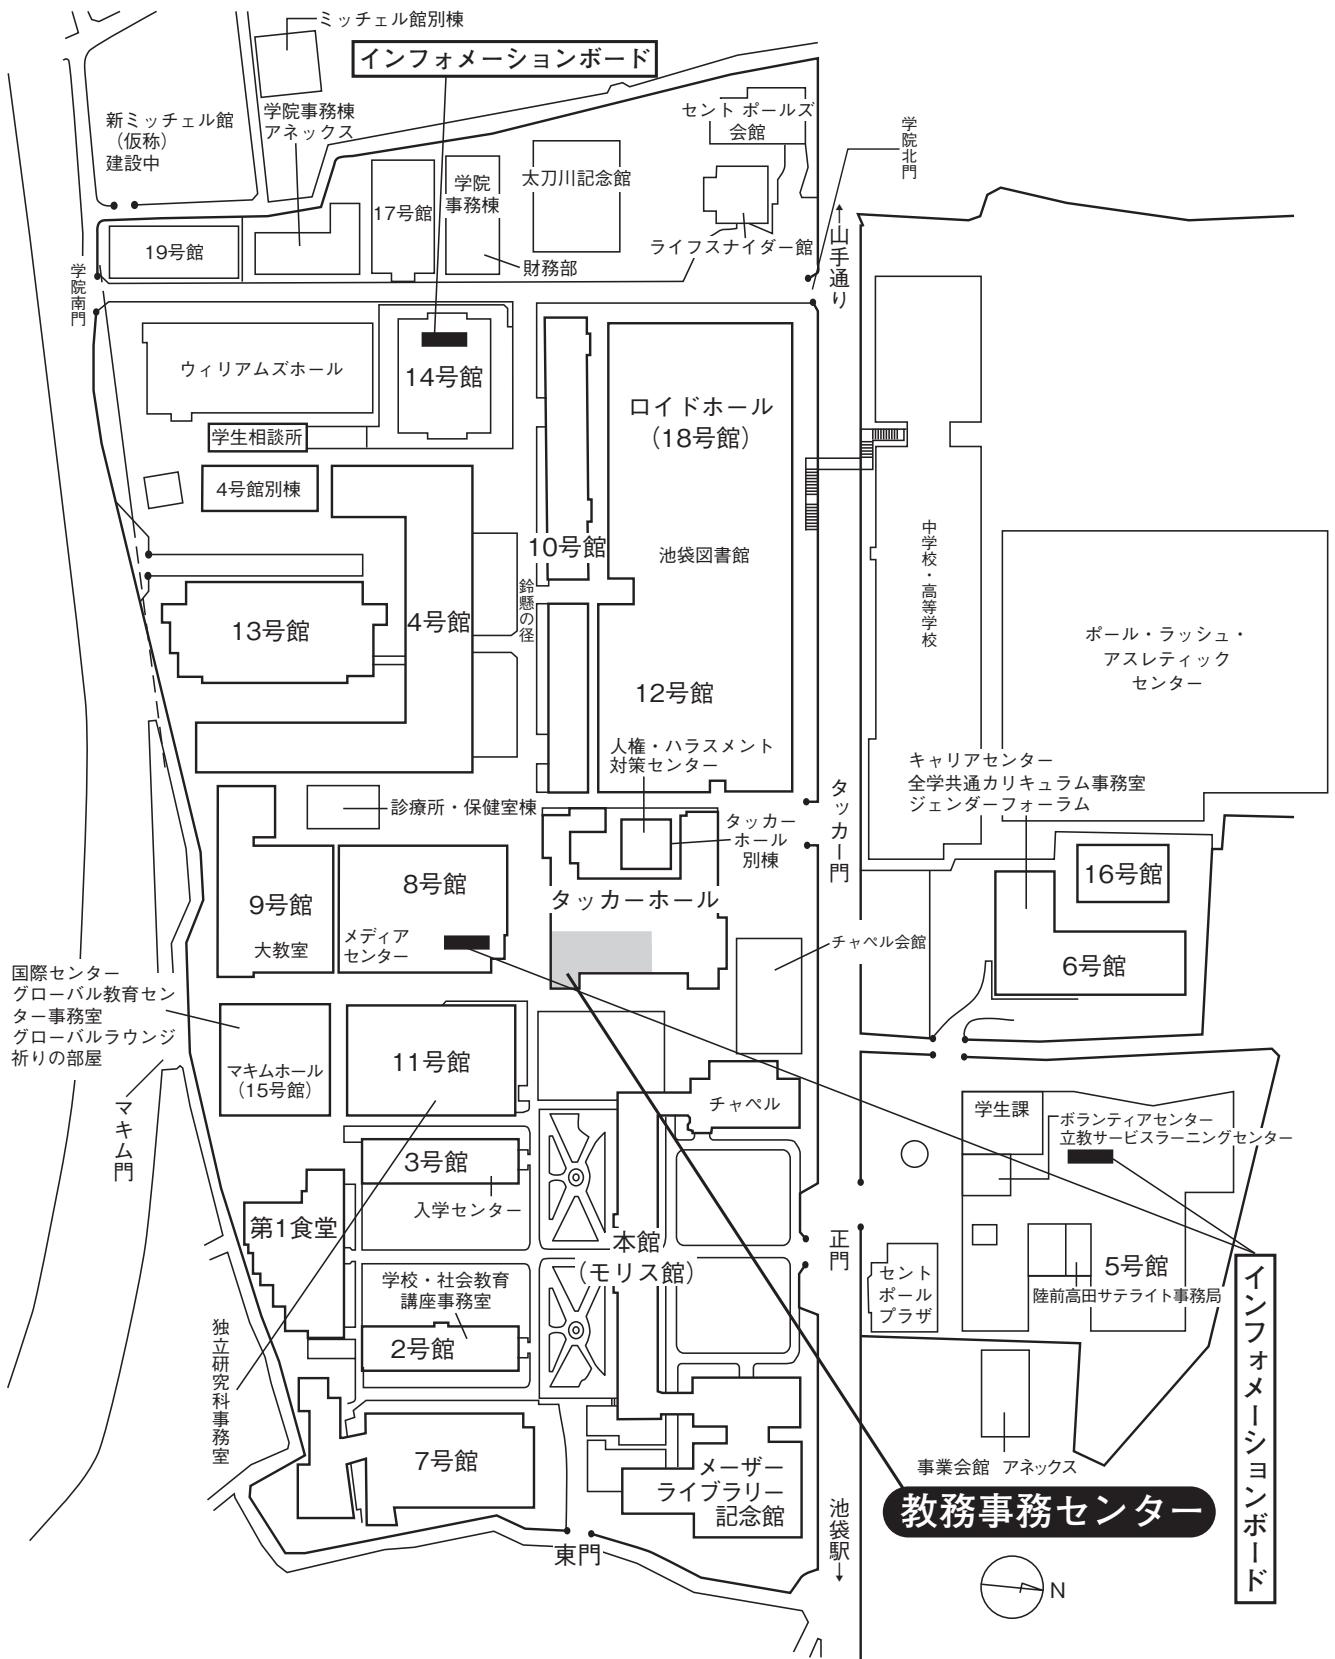 ミッチェル館別棟
インフォメーションボード
新ミッチェル館
（仮称）
建設中
学院事務棟
アネックス
セント ポールズ
会館
学院北門
17号館
学院
事務棟
太刀川記念館
19号館
財務部
ライフスナイダー館
←山手通り
学院南門
ウィリアムズホール
14号館
ロイドホール
（18号館）
学生相談所
4号館別棟
10号館
池袋図書館
中学校・高等学校
鈴懸の径
13号館
4号館
ポール・ラッシュ・
アスレティック
センター
12号館
人権・ハラスメント
対策センター
キャリアセンター
全学共通カリキュラム事務室
ジェンダーフォーラム
診療所・保健室棟
タッカー
ホール
別棟
タッカー門
16号館
8号館
9号館
タッカーホール
大教室
メディア
センター
チャペル会館
6号館
国際センター
グローバル教育セン
ター事務室
グローバルラウンジ
祈りの部屋
マキムホール
（15号館）
11号館
チャペル
学生課
ボランティアセンター
立教サービスラーニングセンター
マキム門
3号館
入学センター
第1食堂
本館
（モリス館）
正門
セント
ポール
プラザ
5号館
陸前高田サテライト事務局
学校・社会教育
講座事務室
2号館
独立研究科事務室
インフォメーションボード
7号館
メーザー
ライブラリー
記念館
事業会館 アネックス
教務事務センター
池袋駅→
東門
N